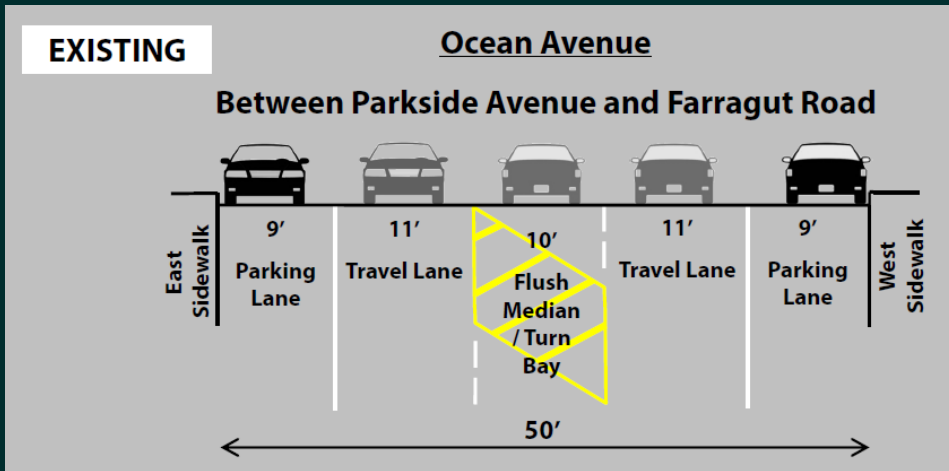 EXISTING
Ocean Avenue
Between Parkside Avenue and Farragut Road
East
Sidewalk
9’
Parking
Lane
11’
Travel Lane
10’
Flush
Median
/ Turn
Bay
11’
Travel Lane
9’
Parking
Lane
West
Sidewalk
50’